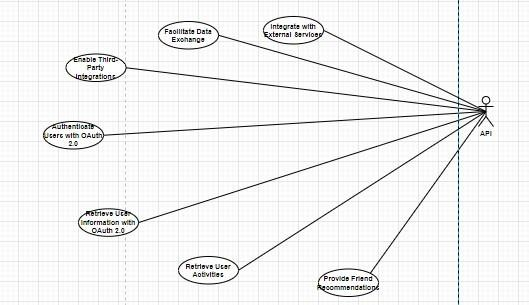 Integrate with
External Services
Facilitate Data
Exchange
Enable Third-
Party
Integrations
Authenticate
Users with OAuth
2.0
API
Retrieve User
Information with
OAuth 2.0
Retrieve User
Activities
Provide Friend
Recommendations